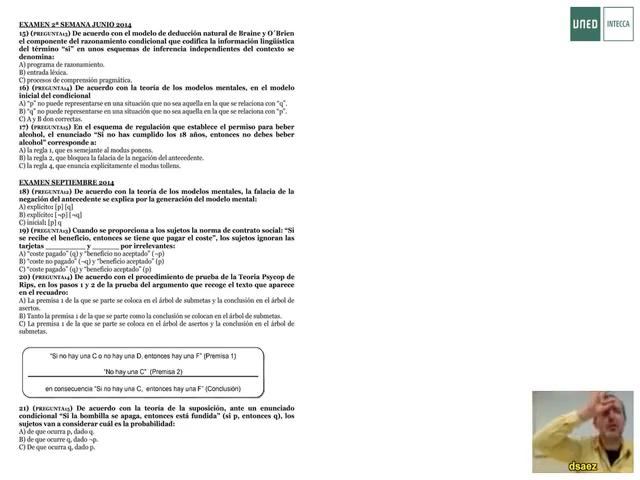 EXAMEN 2ª SEMANA JUNIO 2014
15) (PREGUNTA13) De acuerdo con el modelo de deducción natural de Braine y O´Brien
el componente del razonamiento condicional que codifica la información lingüística
del término “si” en unos esquemas de inferencia independientes del contexto se
denomina:
A) programa de razonamiento.
B) entrada léxica.
C) procesos de comprensión pragmática.
16) (PREGUNTA14) De acuerdo con la teoría de los modelos mentales, en el modelo
inicial del condicional
A) “p” no puede representarse en una situación que no sea aquella en la que se relaciona con “q”.
B) “q” no puede representarse en una situación que no sea aquella en la que se relaciona con “p”.
C) A y B don correctas.
17) (PREGUNTA15) En el esquema de regulación que establece el permiso para beber
alcohol, el enunciado “Si no has cumplido los 18 años, entonces no debes beber
alcohol” corresponde a:
A) la regla 1, que es semejante al modus ponens.
B) la regla 2, que bloquea la falacia de la negación del antecedente.
C) la regla 4, que enuncia explícitamente el modus tollens.
EXAMEN SEPTIEMBRE 2014
18) (PREGUNTA12) De acuerdo con la teoría de los modelos mentales, la falacia de la
negación del antecedente se explica por la generación del modelo mental:
A) explícito: [p] [q]
B) explícito: [¬p] [¬q]
C) inicial: [p] q
19) (PREGUNTA13) Cuando se proporciona a los sujetos la norma de contrato social: “Si
se recibe el beneficio, entonces se tiene que pagar el coste”, los sujetos ignoran las
tarjetas _________ y ______ por irrelevantes:
A) “coste pagado” (q) y “beneficio no aceptado” (¬p)
B) “coste no pagado” (¬q) y “beneficio aceptado” (p)
C) “coste pagado” (q) y “beneficio aceptado” (p)
20) (PREGUNTA14) De acuerdo con el procedimiento de prueba de la Teoria Psycop de
Rips, en los pasos 1 y 2 de la prueba del argumento que recoge el texto que aparece
en el recuadro:
A) La premisa 1 de la que se parte se coloca en el árbol de submetas y la conclusión en el árbol de
asertos.
B) Tanto la premisa 1 de la que se parte como la conclusión se colocan en el árbol de submetas.
C) La premisa 1 de la que se parte se coloca en el árbol de asertos y la conclusión en el árbol de
submetas.
“Si no hay una C o no hay una D, entonces hay una F” (Premisa 1)
“No hay una C” (Premisa 2)
en consecuencia “Si no hay una C, entonces hay una F” (Conclusión)
21) (PREGUNTA15) De acuerdo con la teoría de la suposición, ante un enunciado
condicional “Si la bombilla se apaga, entonces está fundida” (si p, entonces q), los
sujetos van a considerar cuál es la probabilidad:
A) de que ocurra p, dado q.
B) de que ocurre q, dado ¬p.
C) De que ocurra q, dado p.
UNED
INTECCA
dsaez